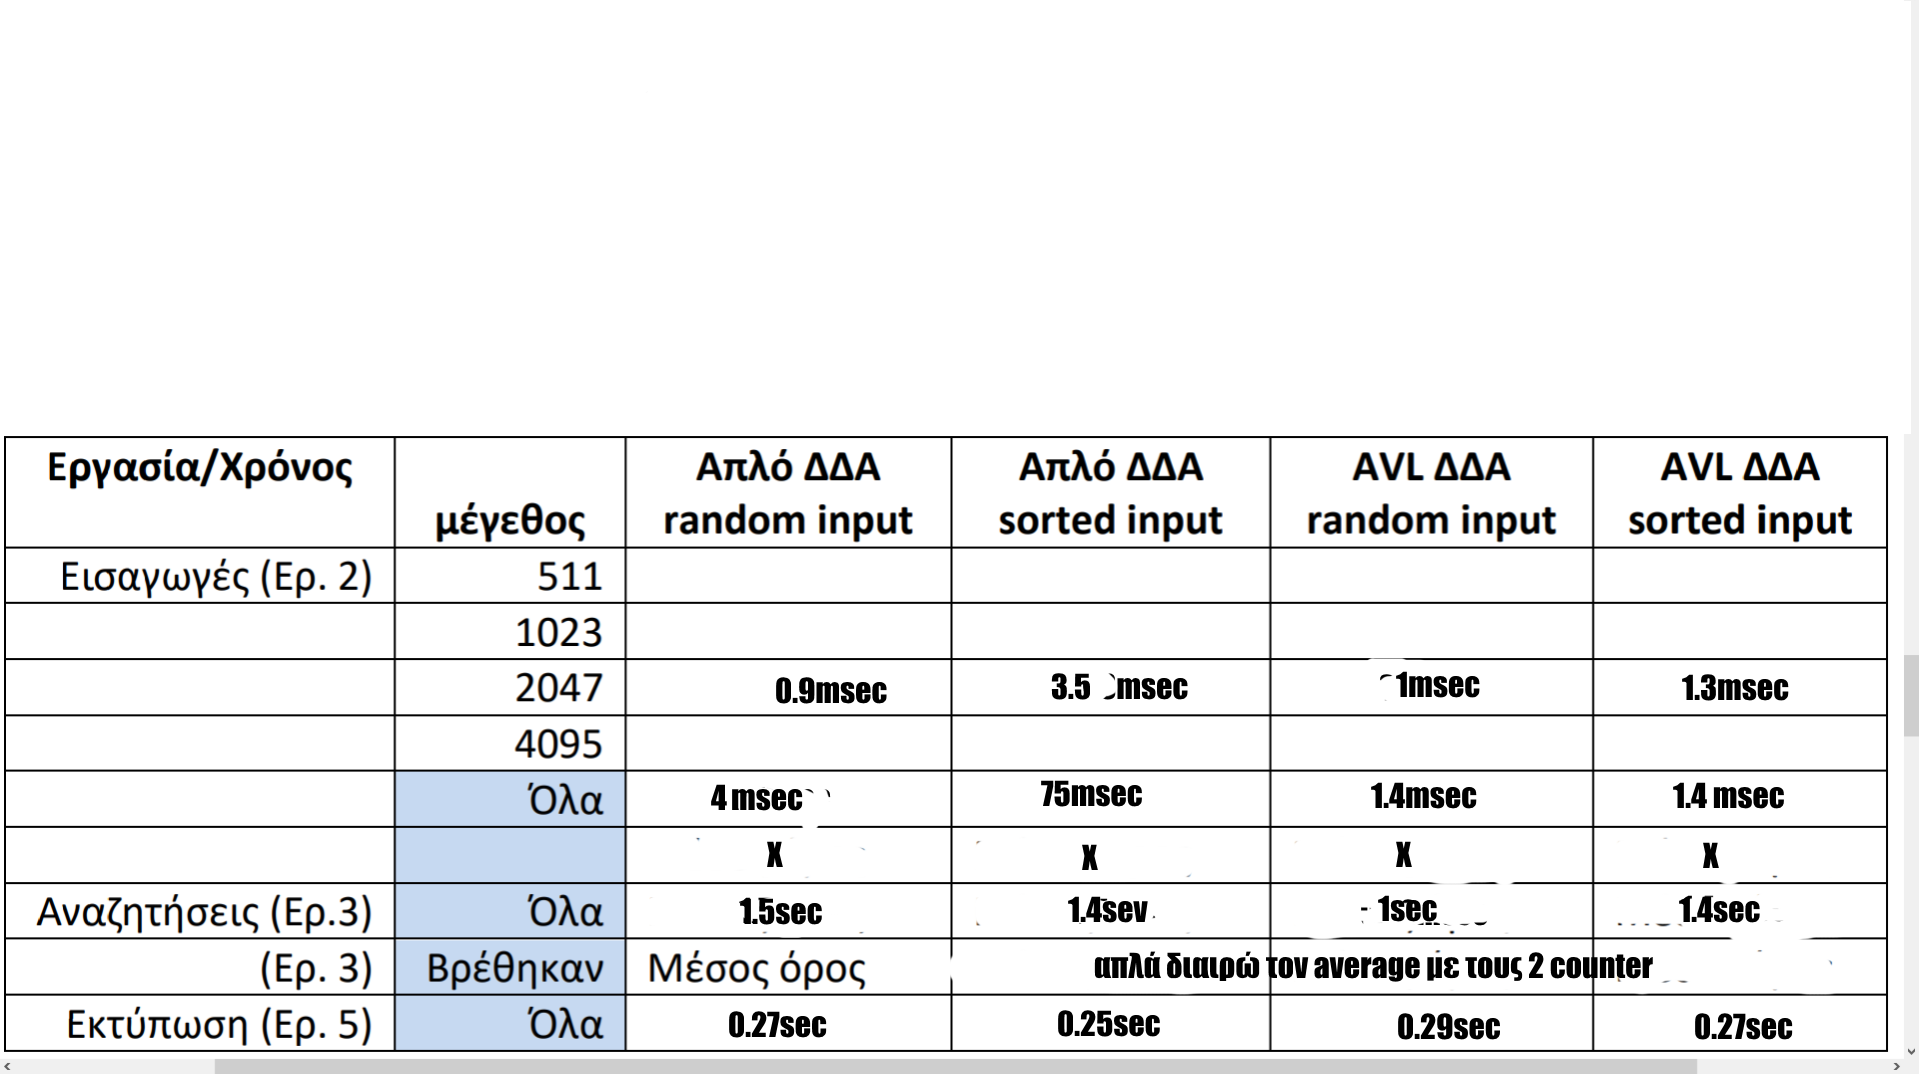 Εργασία/Χρόνος μέγεθος Απλό ΔΔΑ random input Απλό ΔΔΑ sorted input AVL ΔΔΑ random input AVL ΔΔΑ sorted input
Εισαγωγές (Ερ. 2) 511
1023
2047 0.9msec 3.5 msec 1msec 1.3msec
4095
Όλα 4 msec 75msec 1.4msec 1.4 msec
X X X X
Αναζητήσεις (Ερ.3) Όλα 1.5sec 1.4sev 1sec 1.4sec
(Ερ. 3) Βρέθηκαν Μέσος όρος απλά διαιρώ τον average με τους 2 counter
Εκτύπωση (Ερ. 5) Όλα 0.27sec 0.25sec 0.29sec 0.27sec